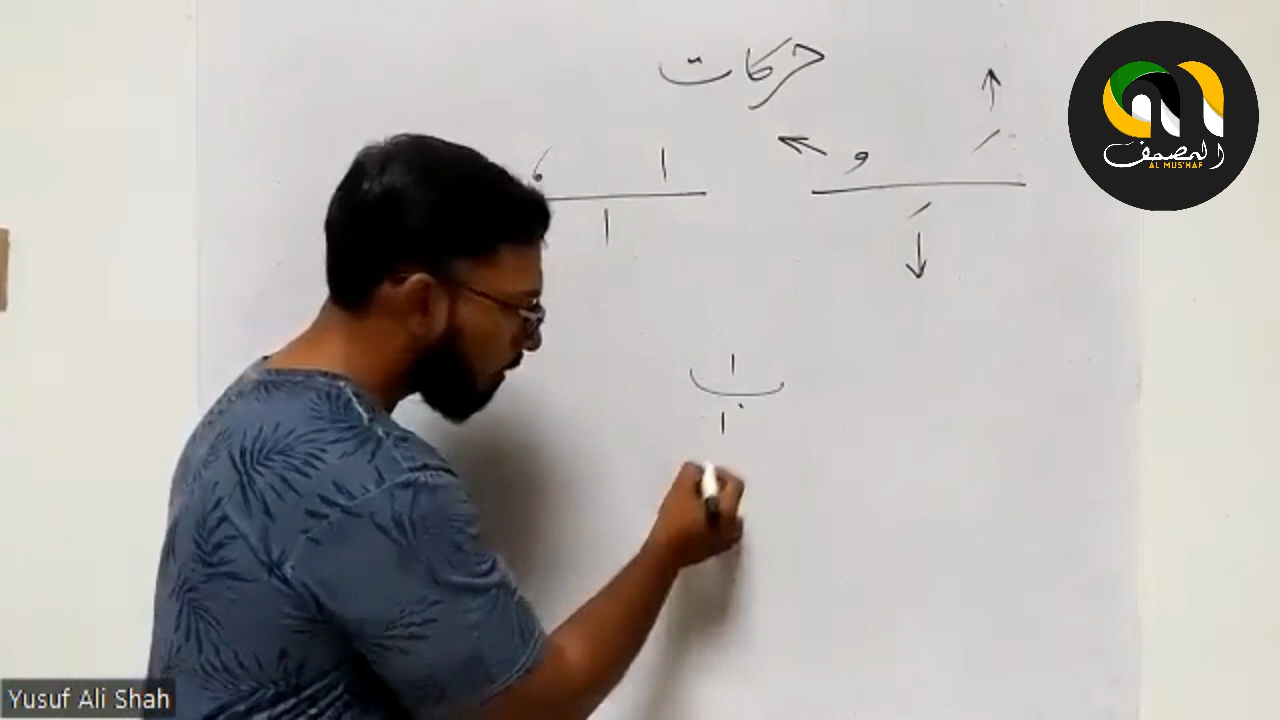 حركات
و
ا
ا
ب
ا
ا
المصحف
AL MUS'HAF
Yusuf Ali Shah